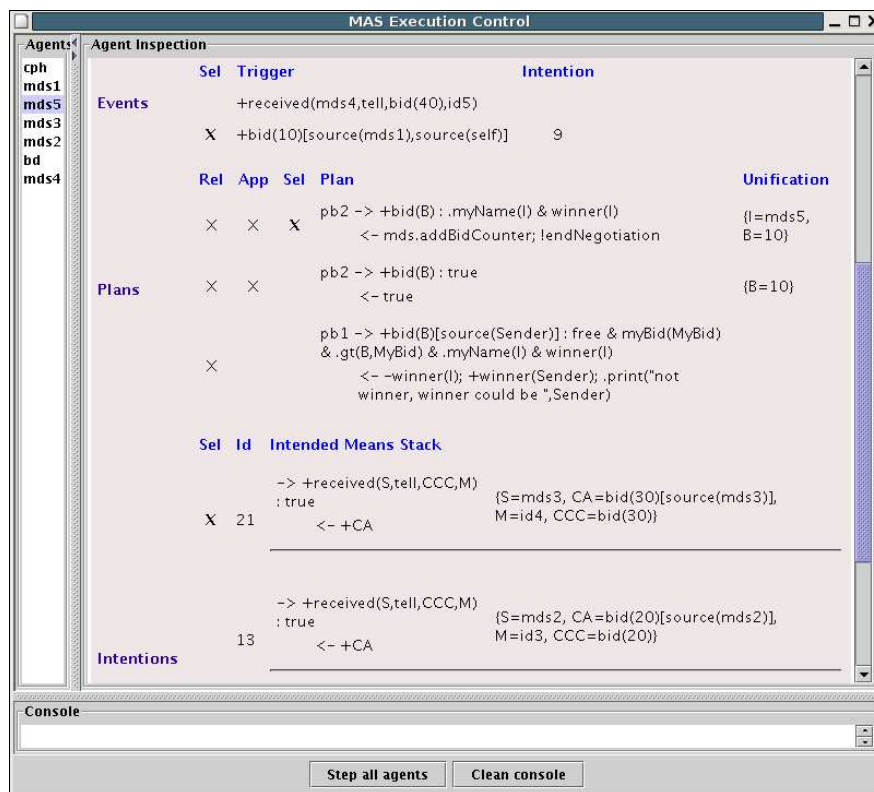 MAS Execution Control
Agents
Agent Inspection
cph
mds1
mds5
mds3
mds2
bd
mds4
Sel Trigger Intention
Events
+received(mds4,tell,bid(40),id5)
X +bid(10)[source(mds1),source(self)] 9
Rel App Sel Plan Unification
Plans
X X X
pb2 -> +bid(B) : .myName(I) & winner(I)
<- mds.addBidCounter; !endNegotiation
{I=mds5,
B=10}
X X
pb2 -> +bid(B) : true
<- true
{B=10}
X
pb1 -> +bid(B)[source(Sender)] : free & myBid(MyBid)
& .gt(B,MyBid) & .myName(I) & winner(I)
<- -winner(I); +winner(Sender); .print("not
winner, winner could be ",Sender)
Sel Id Intended Means Stack
Intentions
X 21
-> +received(S,tell,CCC,M)
: true
<- +CA
{S=mds3, CA=bid(30)[source(mds3)],
M=id4, CCC=bid(30)}
13
-> +received(S,tell,CCC,M)
: true
<- +CA
{S=mds2, CA=bid(20)[source(mds2)],
M=id3, CCC=bid(20)}
Console
Step all agents
Clean console